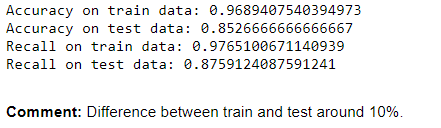 Accuracy on train data: 0.9689407540394973
Accuracy on test data: 0.8526666666666667
Recall on train data: 0.9765100671140939
Recall on test data: 0.8759124087591241
Comment: Difference between train and test around 10%.